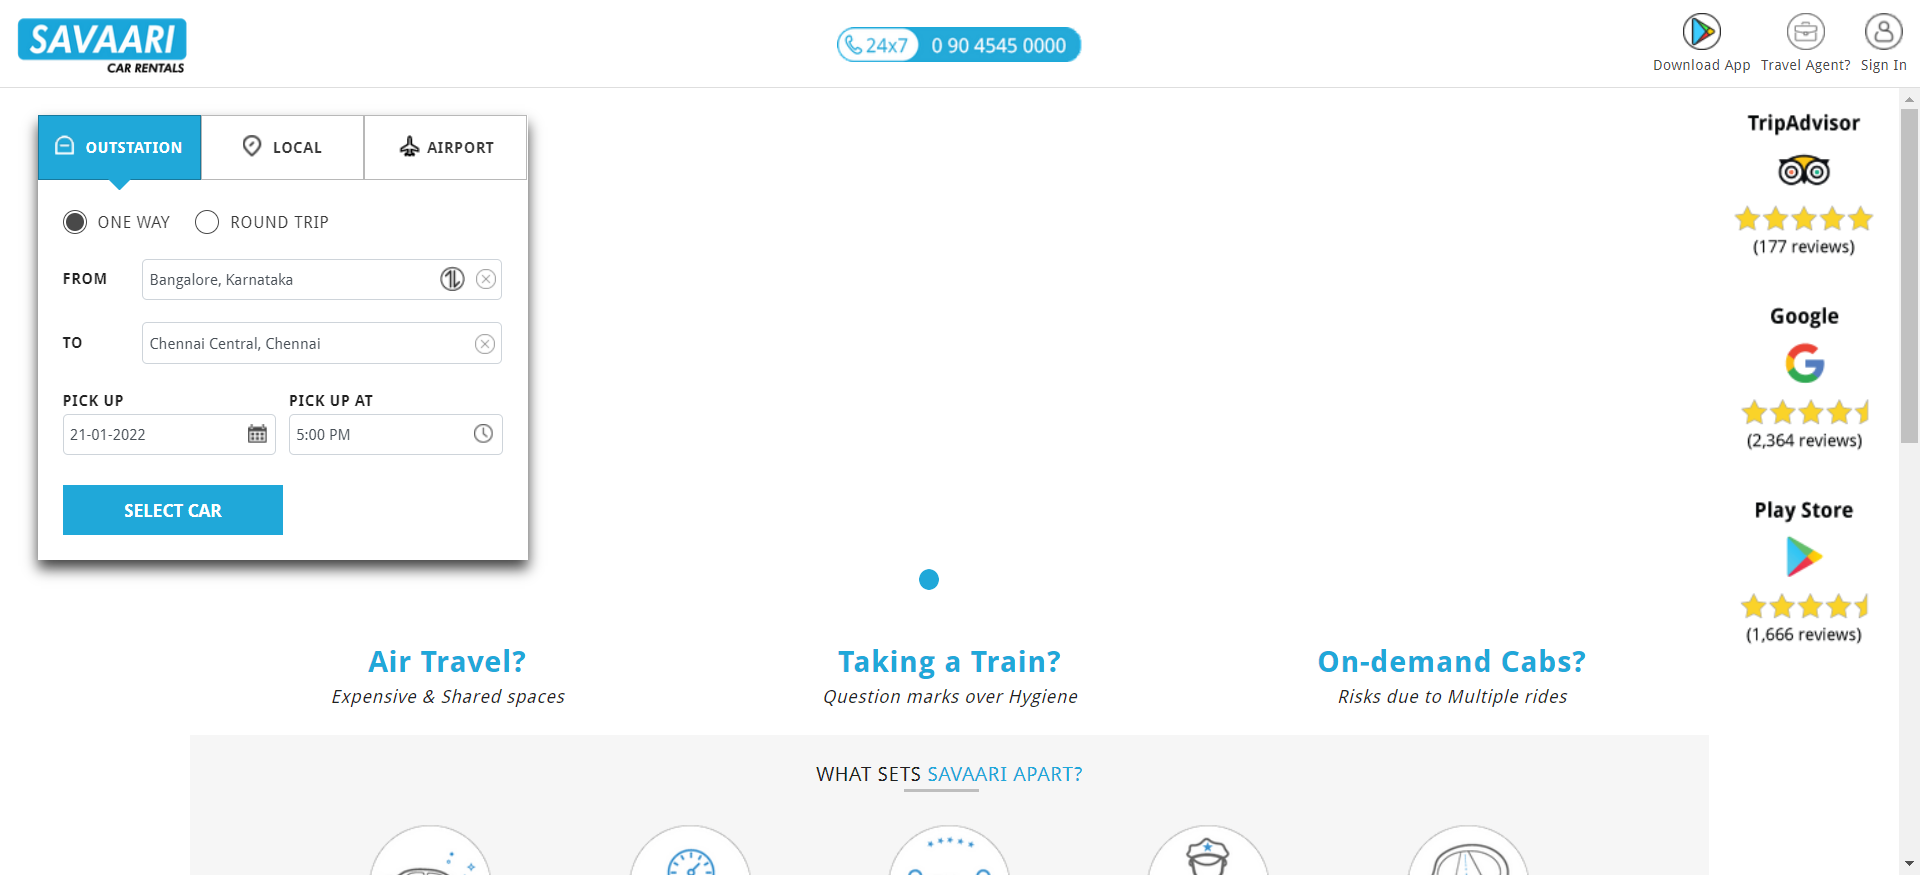 SAVAARI
CAR RENTALS
24x7 0 90 4545 0000
Download App
Travel Agent?
Sign In
OUTSTATION
LOCAL
AIRPORT
ONE WAY
ROUND TRIP
FROM
Bangalore, Karnataka
TO
Chennai Central, Chennai
PICK UP
PICK UP AT
21-01-2022
5:00 PM
SELECT CAR
TripAdvisor
(177 reviews)
Google
(2,364 reviews)
Play Store
(1,666 reviews)
Air Travel?
Expensive & Shared spaces
Taking a Train?
Question marks over Hygiene
On-demand Cabs?
Risks due to Multiple rides
WHAT SETS SAVAARI APART?